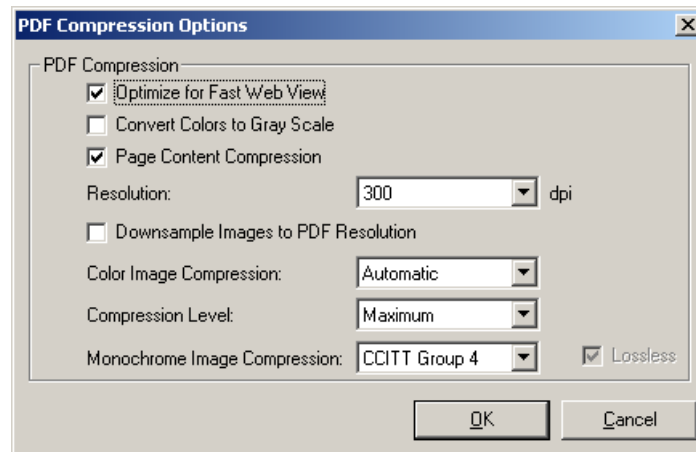 PDF Compression Options
PDF Compression
Optimize for Fast Web View
Convert Colors to Gray Scale
Page Content Compression
Resolution: 300 dpi
Downsample Images to PDF Resolution
Color Image Compression: Automatic
Compression Level: Maximum
Monochrome Image Compression: CCITT Group 4 Lossless
OK Cancel